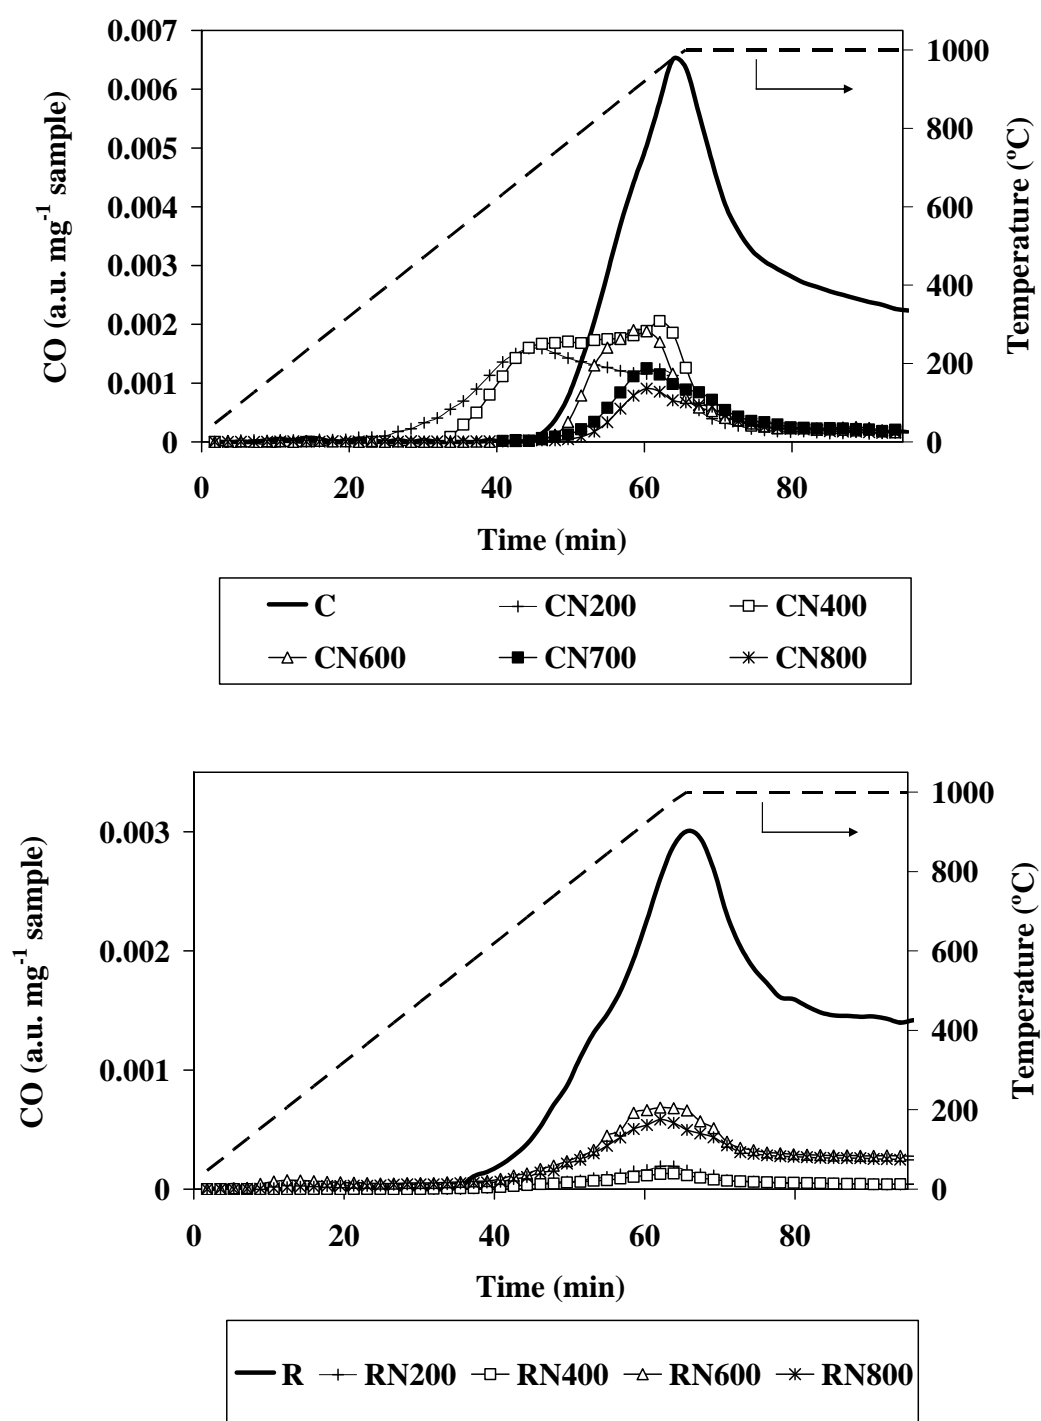 0.007
0.006
0.005
0.004
0.003
0.002
0.001
0
CO (a.u. mg-1 sample)
1000
800
600
400
200
0
Temperature (ºC)
0 20 40 60 80
Time (min)
C CN200 CN400
CN600 CN700 CN800
0.003
0.002
0.001
0
CO (a.u. mg-1 sample)
1000
800
600
400
200
0
Temperature (ºC)
0 20 40 60 80
Time (min)
R RN200 RN400 RN600 RN800